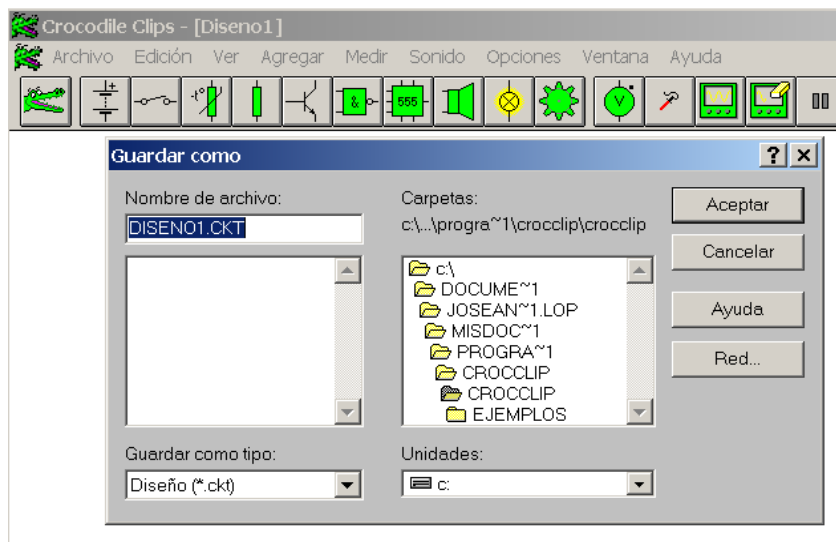 Crocodile Clips - [Diseno1]
Archivo Edición Ver Agregar Medir Sonido Opciones Ventana Ayuda
-t° & 555 V
Guardar como
Nombre de archivo:
DISENO1.CKT
Carpetas:
c:\...\progra~1\crocclip\crocclip
c:\
DOCUME~1
JOSEAN~1.LOP
MISDOC~1
PROGRA~1
CROCCLIP
CROCCLIP
EJEMPLOS
Aceptar
Cancelar
Ayuda
Red...
Guardar como tipo:
Diseño (*.ckt)
Unidades:
c: